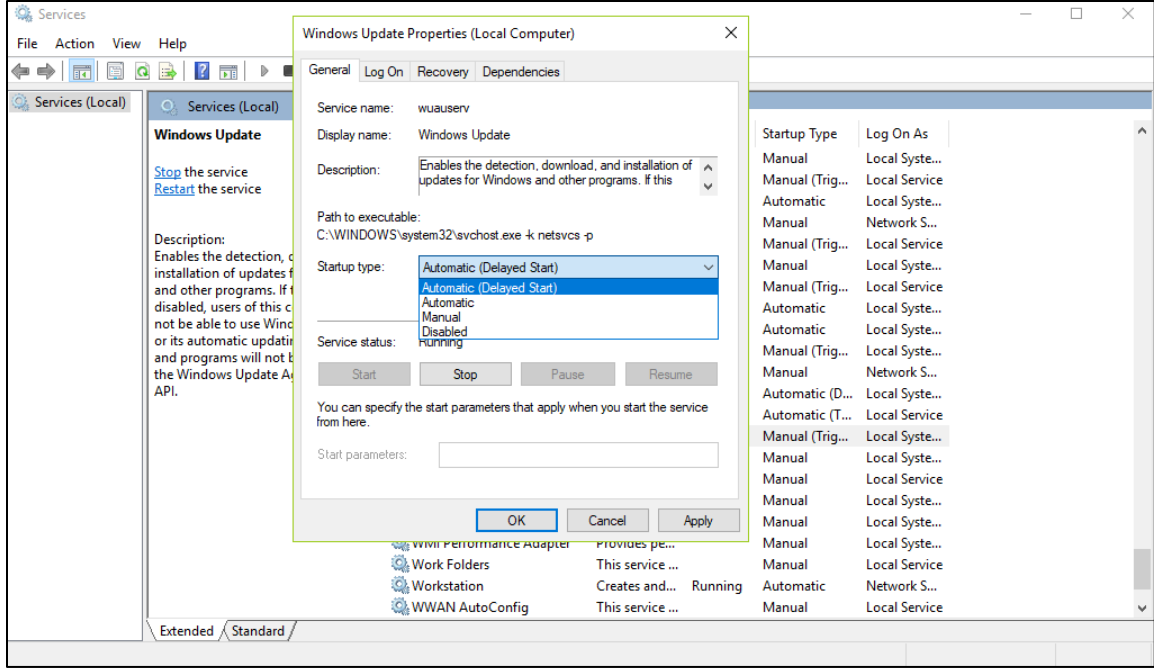 Services
File Action View Help
Services (Local)
Services (Local)
Windows Update
Stop the service
Restart the service
Description:
Enables the detection,
installation of updates
and other programs. If
disabled, users of this
not be able to use
or its automatic
and programs will not
the Windows Update
API.
Windows Update Properties (Local Computer)
General Log On Recovery Dependencies
Service name: wuauserv
Display name: Windows Update
Description: Enables the detection, download, and installation of
updates for Windows and other programs. If this
Path to executable:
C:\WINDOWS\system32\svchost.exe -k netsvcs -p
Startup type: Automatic (Delayed Start)
Automatic (Delayed Start)
Automatic
Manual
Disabled
Service status: Running
Start Stop Pause Resume
You can specify the start parameters that apply when you start the service
from here.
Start parameters:
OK Cancel Apply
Startup Type Log On As
Manual Local Syste...
Manual (Trig... Local Service
Automatic Local Syste...
Manual Network S...
Manual (Trig... Local Service
Manual Local Syste...
Manual (Trig... Local Service
Automatic Local Syste...
Automatic Local Syste...
Manual (Trig... Local Service
Manual Network S...
Automatic (D... Local Syste...
Automatic (T... Local Service
Manual (Trig... Local Syste...
Manual Local Syste...
Manual Local Service
Manual Local Syste...
Manual Local Syste...
WMI Performance Adapter Provides pe... Manual Local Syste...
Work Folders This service ... Manual Local Service
Workstation Creates and... Running Automatic Network S...
WWAN AutoConfig This service ... Manual Local Service
Extended Standard